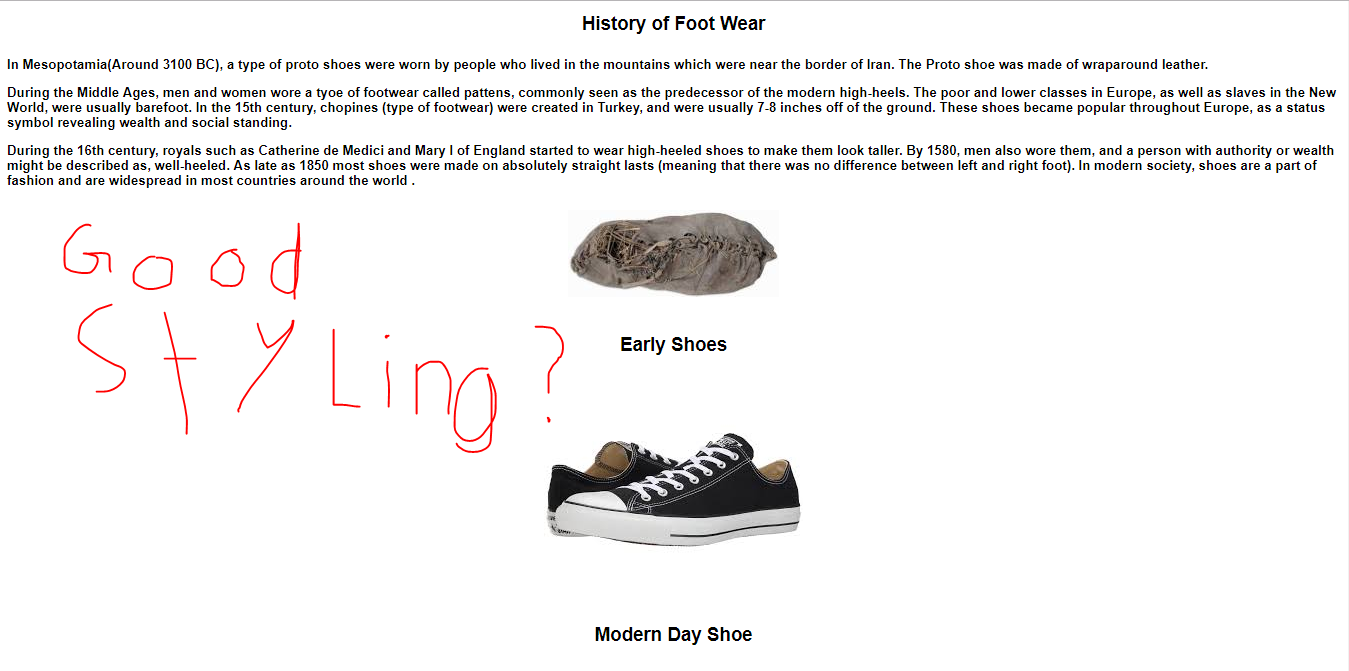 History of Foot Wear
In Mesopotamia(Around 3100 BC), a type of proto shoes were worn by people who lived in the mountains which were near the border of Iran. The Proto shoe was made of wraparound leather.
During the Middle Ages, men and women wore a tyoe of footwear called pattens, commonly seen as the predecessor of the modern high-heels. The poor and lower classes in Europe, as well as slaves in the New
World, were usually barefoot. In the 15th century, chopines (type of footwear) were created in Turkey, and were usually 7-8 inches off of the ground. These shoes became popular throughout Europe, as a status
symbol revealing wealth and social standing.
During the 16th century, royals such as Catherine de Medici and Mary I of England started to wear high-heeled shoes to make them look taller. By 1580, men also wore them, and a person with authority or wealth
might be described as, well-heeled. As late as 1850 most shoes were made on absolutely straight lasts (meaning that there was no difference between left and right foot). In modern society, shoes are a part of
fashion and are widespread in most countries around the world .
Good
StyLing?
Early Shoes
Modern Day Shoe